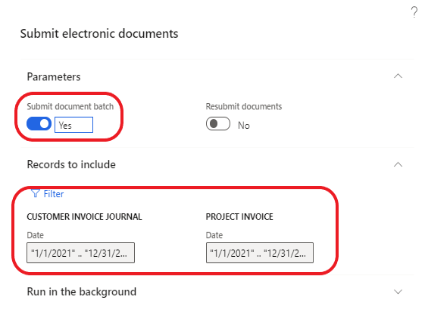 ?
Submit electronic documents
Parameters
Submit document batch
Resubmit documents
Yes
No
Records to include
Filter
CUSTOMER INVOICE JOURNAL
PROJECT INVOICE
Date
Date
"1/1/2021" .. "12/31/2...
"1/1/2021" .. "12/31/2...
Run in the background